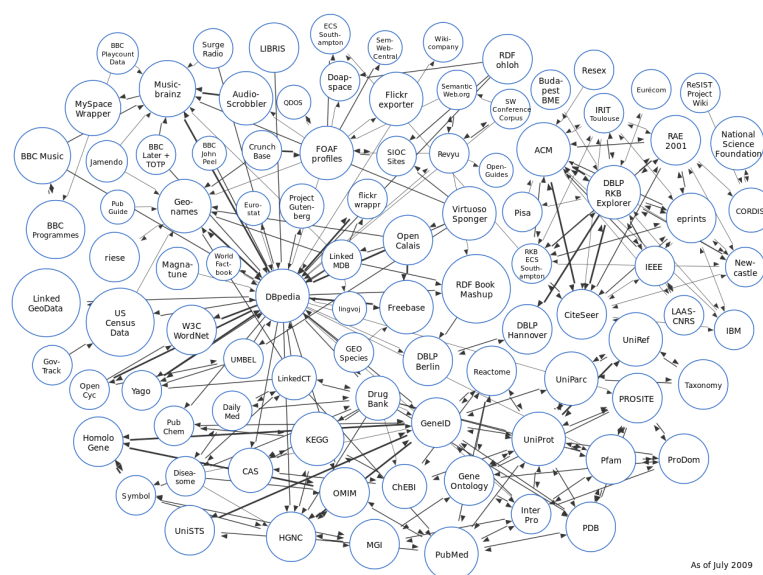 BBC
Playcount
Data
Surge
Radio
LIBRIS
ECS
South-
ampton
Sem-
Web-
Central
Wiki-
company
RDF
ohloh
Resex
Music-
brainz
MySpace
Wrapper
Audio-
Scrobbler
QDOS
Doap-
space
Flickr
exporter
Semantic
Web.org
SW
Conference
Corpus
Buda-
pest
BME
IRIT
Toulouse
Eurécom
ReSIST
Project
Wiki
BBC Music
Jamendo
BBC
Later +
TOTP
BBC
John
Peel
Crunch
Base
FOAF
profiles
SIOC
Sites
Revyu
Open-
Guides
ACM
RAE
2001
National
Science
Foundation
BBC
Programmes
Pub
Guide
Geo-
names
Euro-
stat
Project
Guten-
berg
flickr
wrappr
Virtuoso
Sponger
Pisa
DBLP
RKB
Explorer
eprints
CORDIS
riese
Magna-
tune
World
Fact-
book
Linked
MDB
Open
Calais
RKB
ECS
South-
ampton
IEEE
New-
castle
Linked
GeoData
US
Census
Data
W3C
WordNet
DBpedia
lingvoj
Freebase
RDF Book
Mashup
DBLP
Hannover
CiteSeer
LAAS-
CNRS
IBM
Gov-
Track
Open
Cyc
Yago
UMBEL
LinkedCT
GEO
Species
DBLP
Berlin
Reactome
UniParc
UniRef
PROSITE
Taxonomy
Homolo
Gene
Pub
Chem
Daily
Med
KEGG
Drug
Bank
GeneID
UniProt
Pfam
ProDom
Symbol
Disea-
some
CAS
OMIM
ChEBI
Gene
Ontology
Inter
Pro
PDB
UniSTS
HGNC
MGI
PubMed
As of July 2009